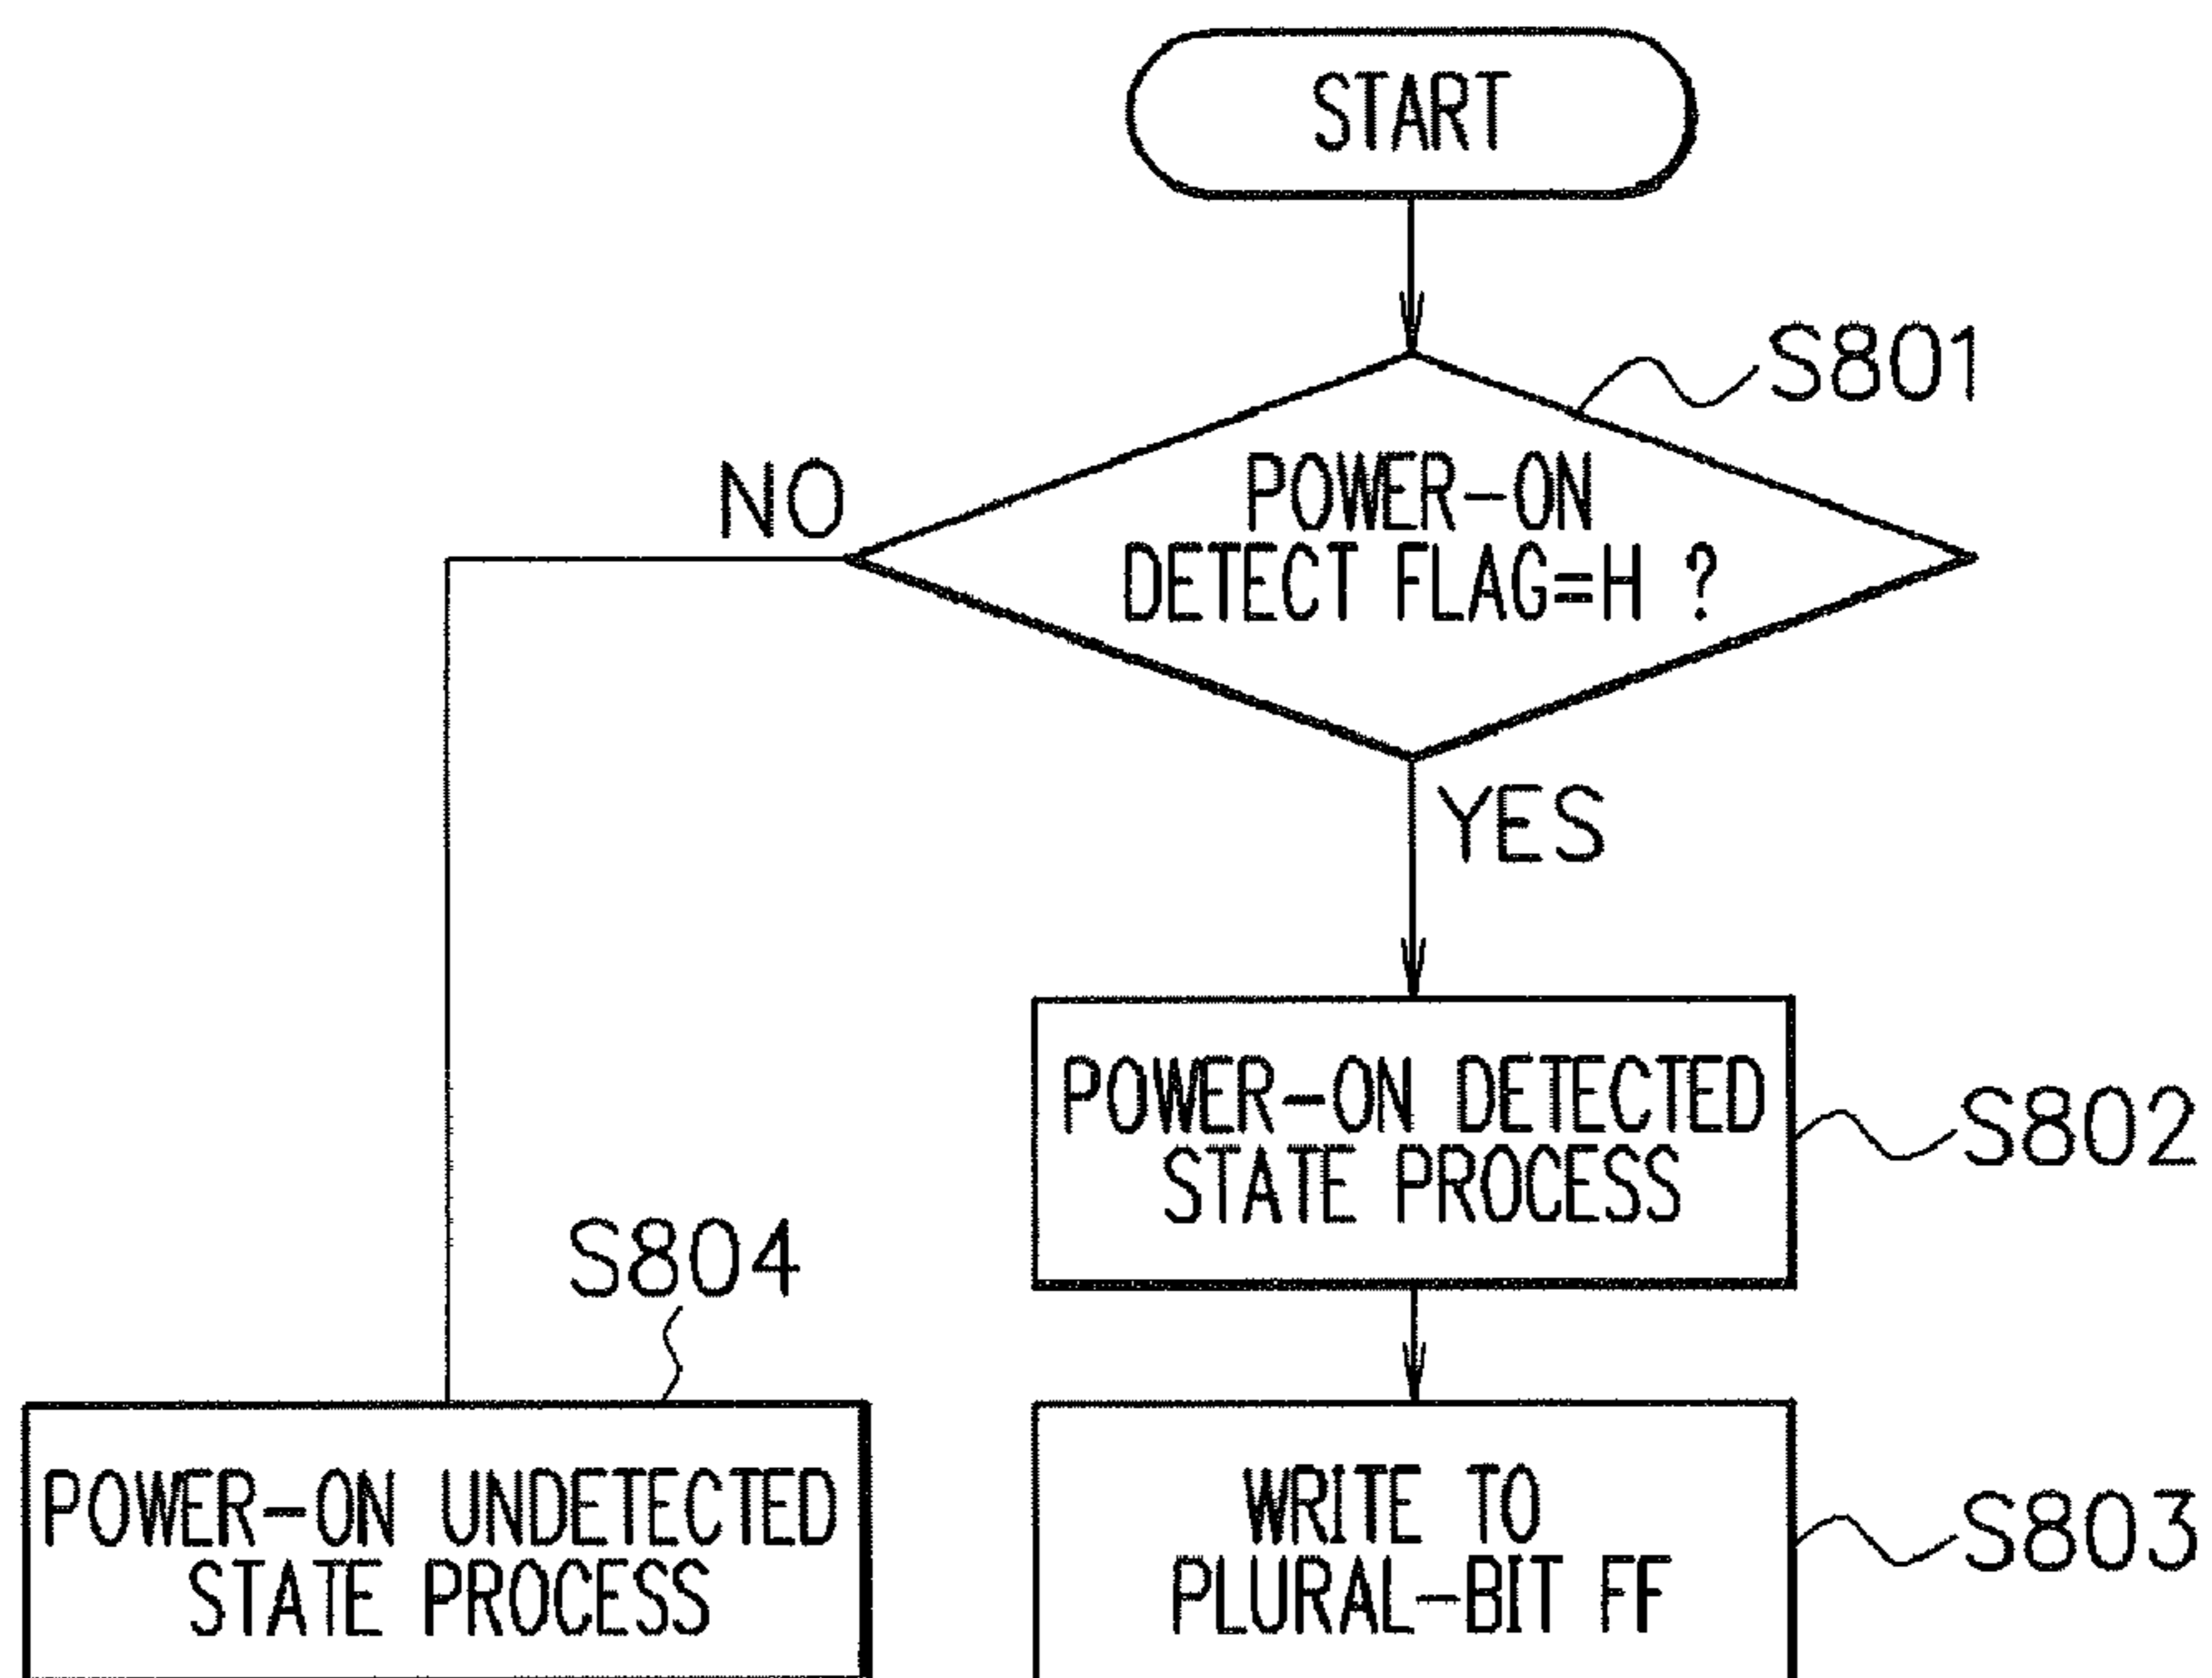 START
S801
NO
POWER-ON
DETECT FLAG=H ?
YES
POWER-ON DETECTED
STATE PROCESS
S802
S804
POWER-ON UNDETECTED
STATE PROCESS
WRITE TO
PLURAL-BIT FF
S803